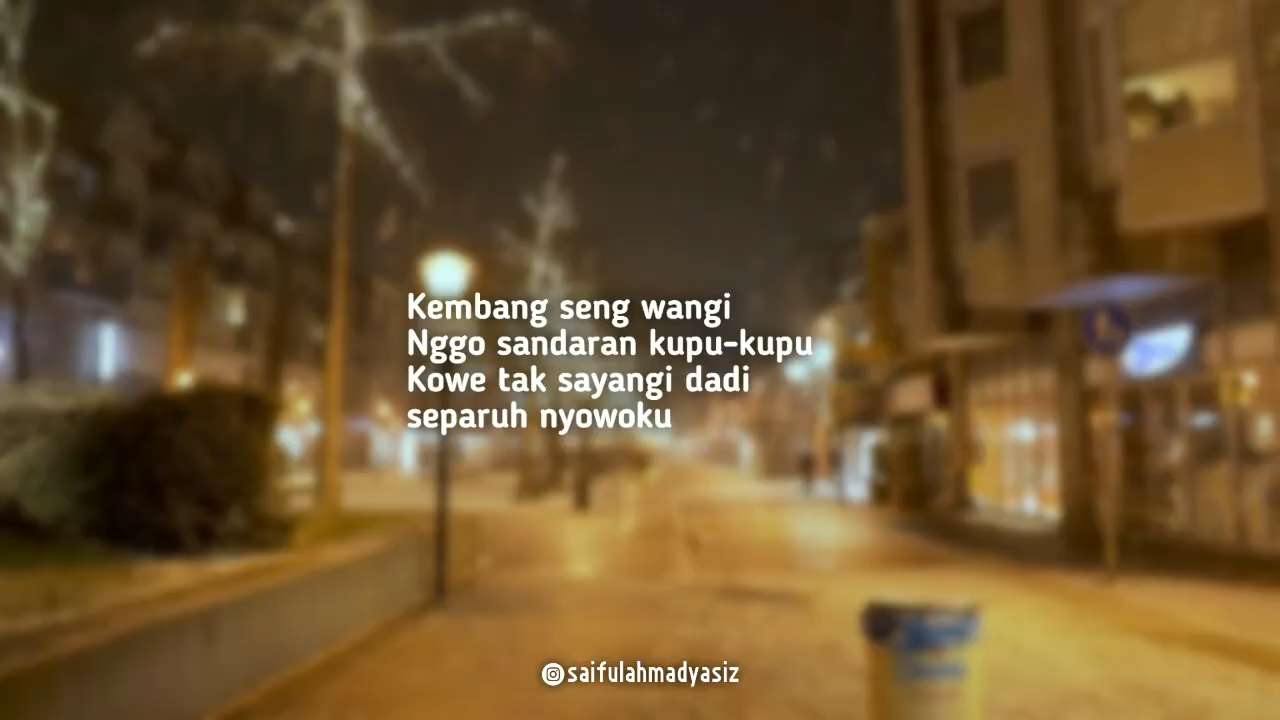 Kembang seng wangi
Nggo sandaran kupu-kupu
Kowe tak sayangi dadi
separuh nyowoku
saifulahmadyasiz